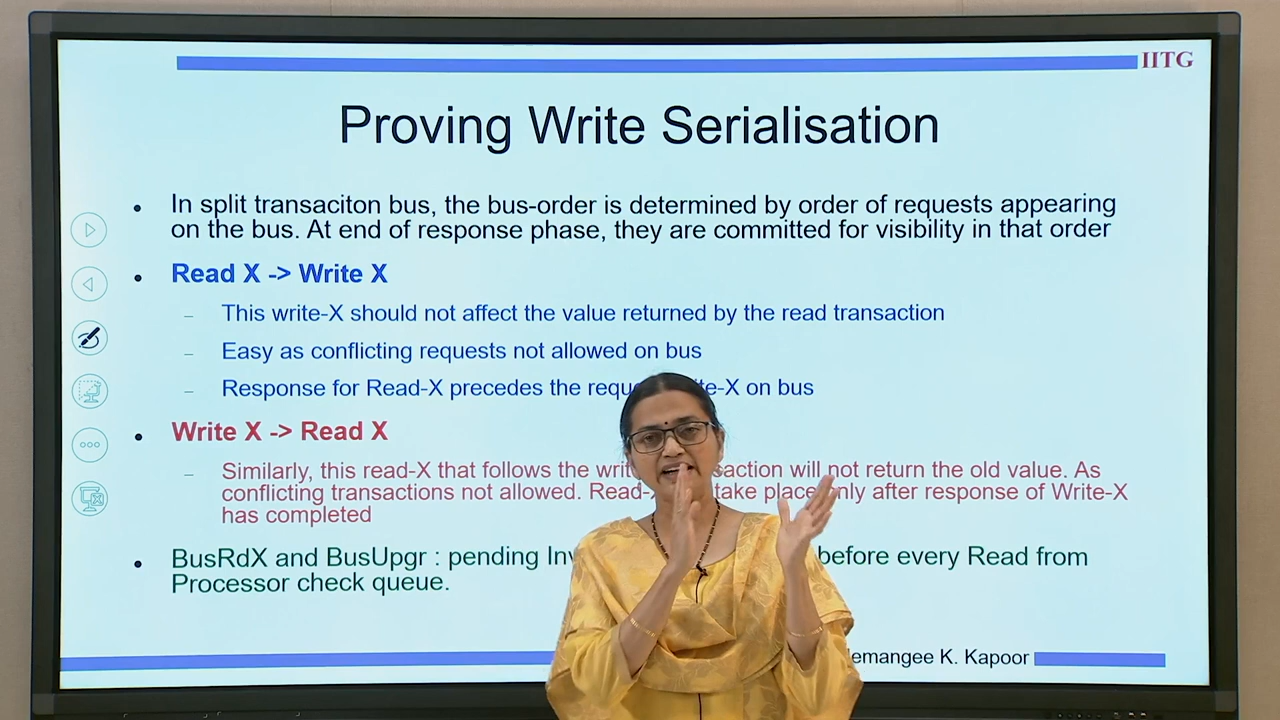 IITG
Proving Write Serialisation
• In split transaciton bus, the bus-order is determined by order of requests appearing
on the bus. At end of response phase, they are committed for visibility in that order
• Read X -> Write X
– This write-X should not affect the value returned by the read transaction
– Easy as conflicting requests not allowed on bus
– Response for Read-X precedes the reque te-X on bus
• Write X -> Read X
– Similarly, this read-X that follows the writ saction will not return the old value. As
conflicting transactions not allowed. Read- take place only after response of Write-X
has completed
• BusRdX and BusUpgr : pending Inv before every Read from
Processor check queue.
emangee K. Kapoor